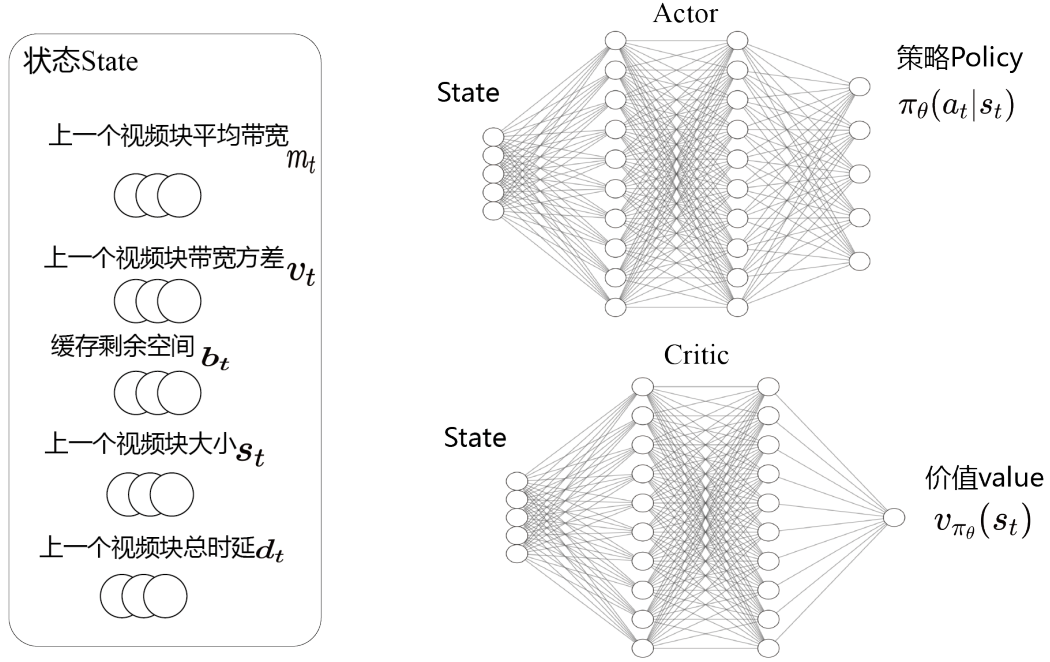 状态State
上一个视频块平均带宽 m_t
上一个视频块带宽方差 v_t
缓存剩余空间 b_t
上一个视频块大小 s_t
上一个视频块总时延 d_t
Actor
State
策略Policy
π_θ(a_t|s_t)
Critic
State
价值value
v_{π_θ}(s_t)